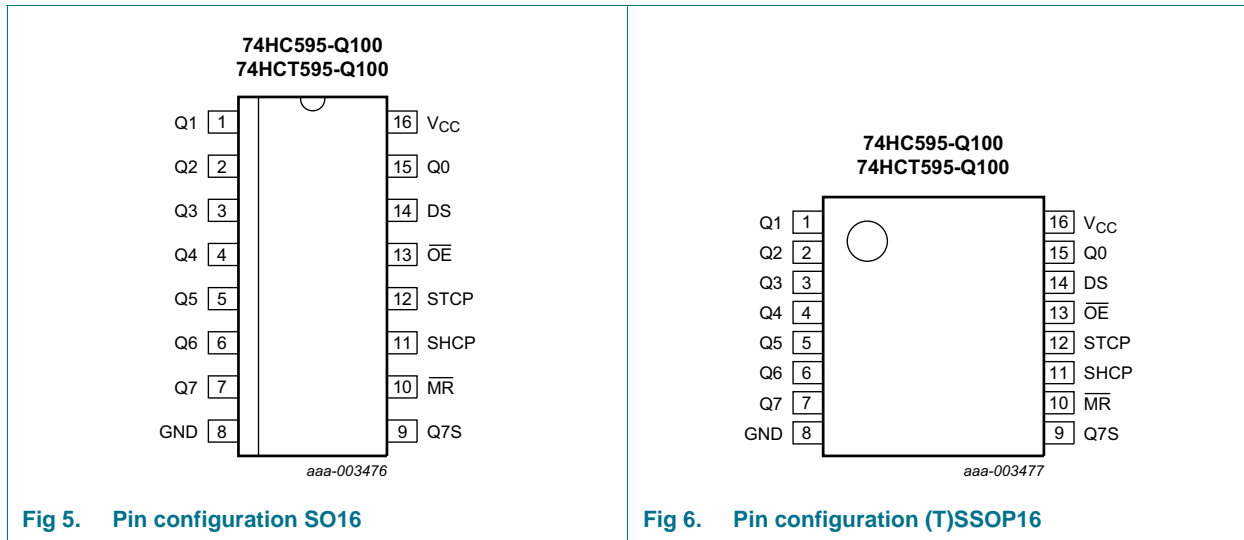 74HC595-Q100
74HCT595-Q100
Q1 1 16 VCC
Q2 2 15 Q0
Q3 3 14 DS
Q4 4 13 O̅E̅
Q5 5 12 STCP
Q6 6 11 SHCP
Q7 7 10 M̅R̅
GND 8 9 Q7S
aaa-003476
Fig 5. Pin configuration SO16
74HC595-Q100
74HCT595-Q100
Q1 1 16 VCC
Q2 2 15 Q0
Q3 3 14 DS
Q4 4 13 O̅E̅
Q5 5 12 STCP
Q6 6 11 SHCP
Q7 7 10 M̅R̅
GND 8 9 Q7S
aaa-003477
Fig 6. Pin configuration (T)SSOP16